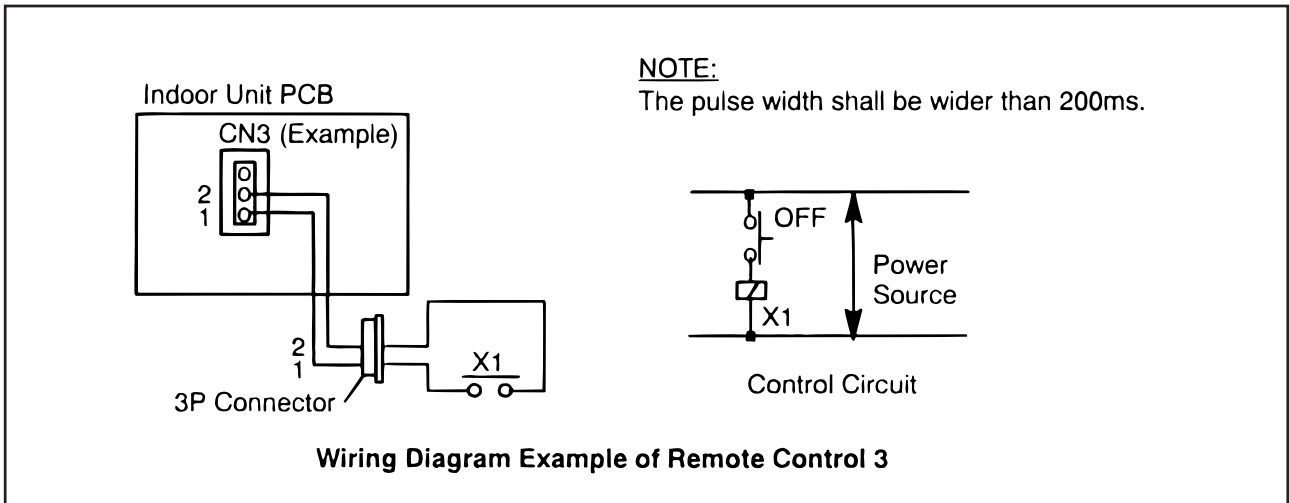 NOTE:
The pulse width shall be wider than 200ms.
Indoor Unit PCB
CN3 (Example)
2
1
OFF
Power
Source
X1
2
1
X1
3P Connector
Control Circuit
Wiring Diagram Example of Remote Control 3